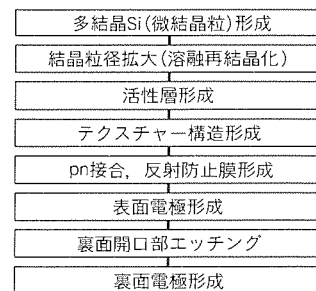 多結晶Si(微結晶粒)形成
結晶粒径拡大(溶融再結晶化)
活性層形成
テクスチャー構造形成
pn接合，反射防止膜形成
表面電極形成
裏面開口部エッチング
裏面電極形成